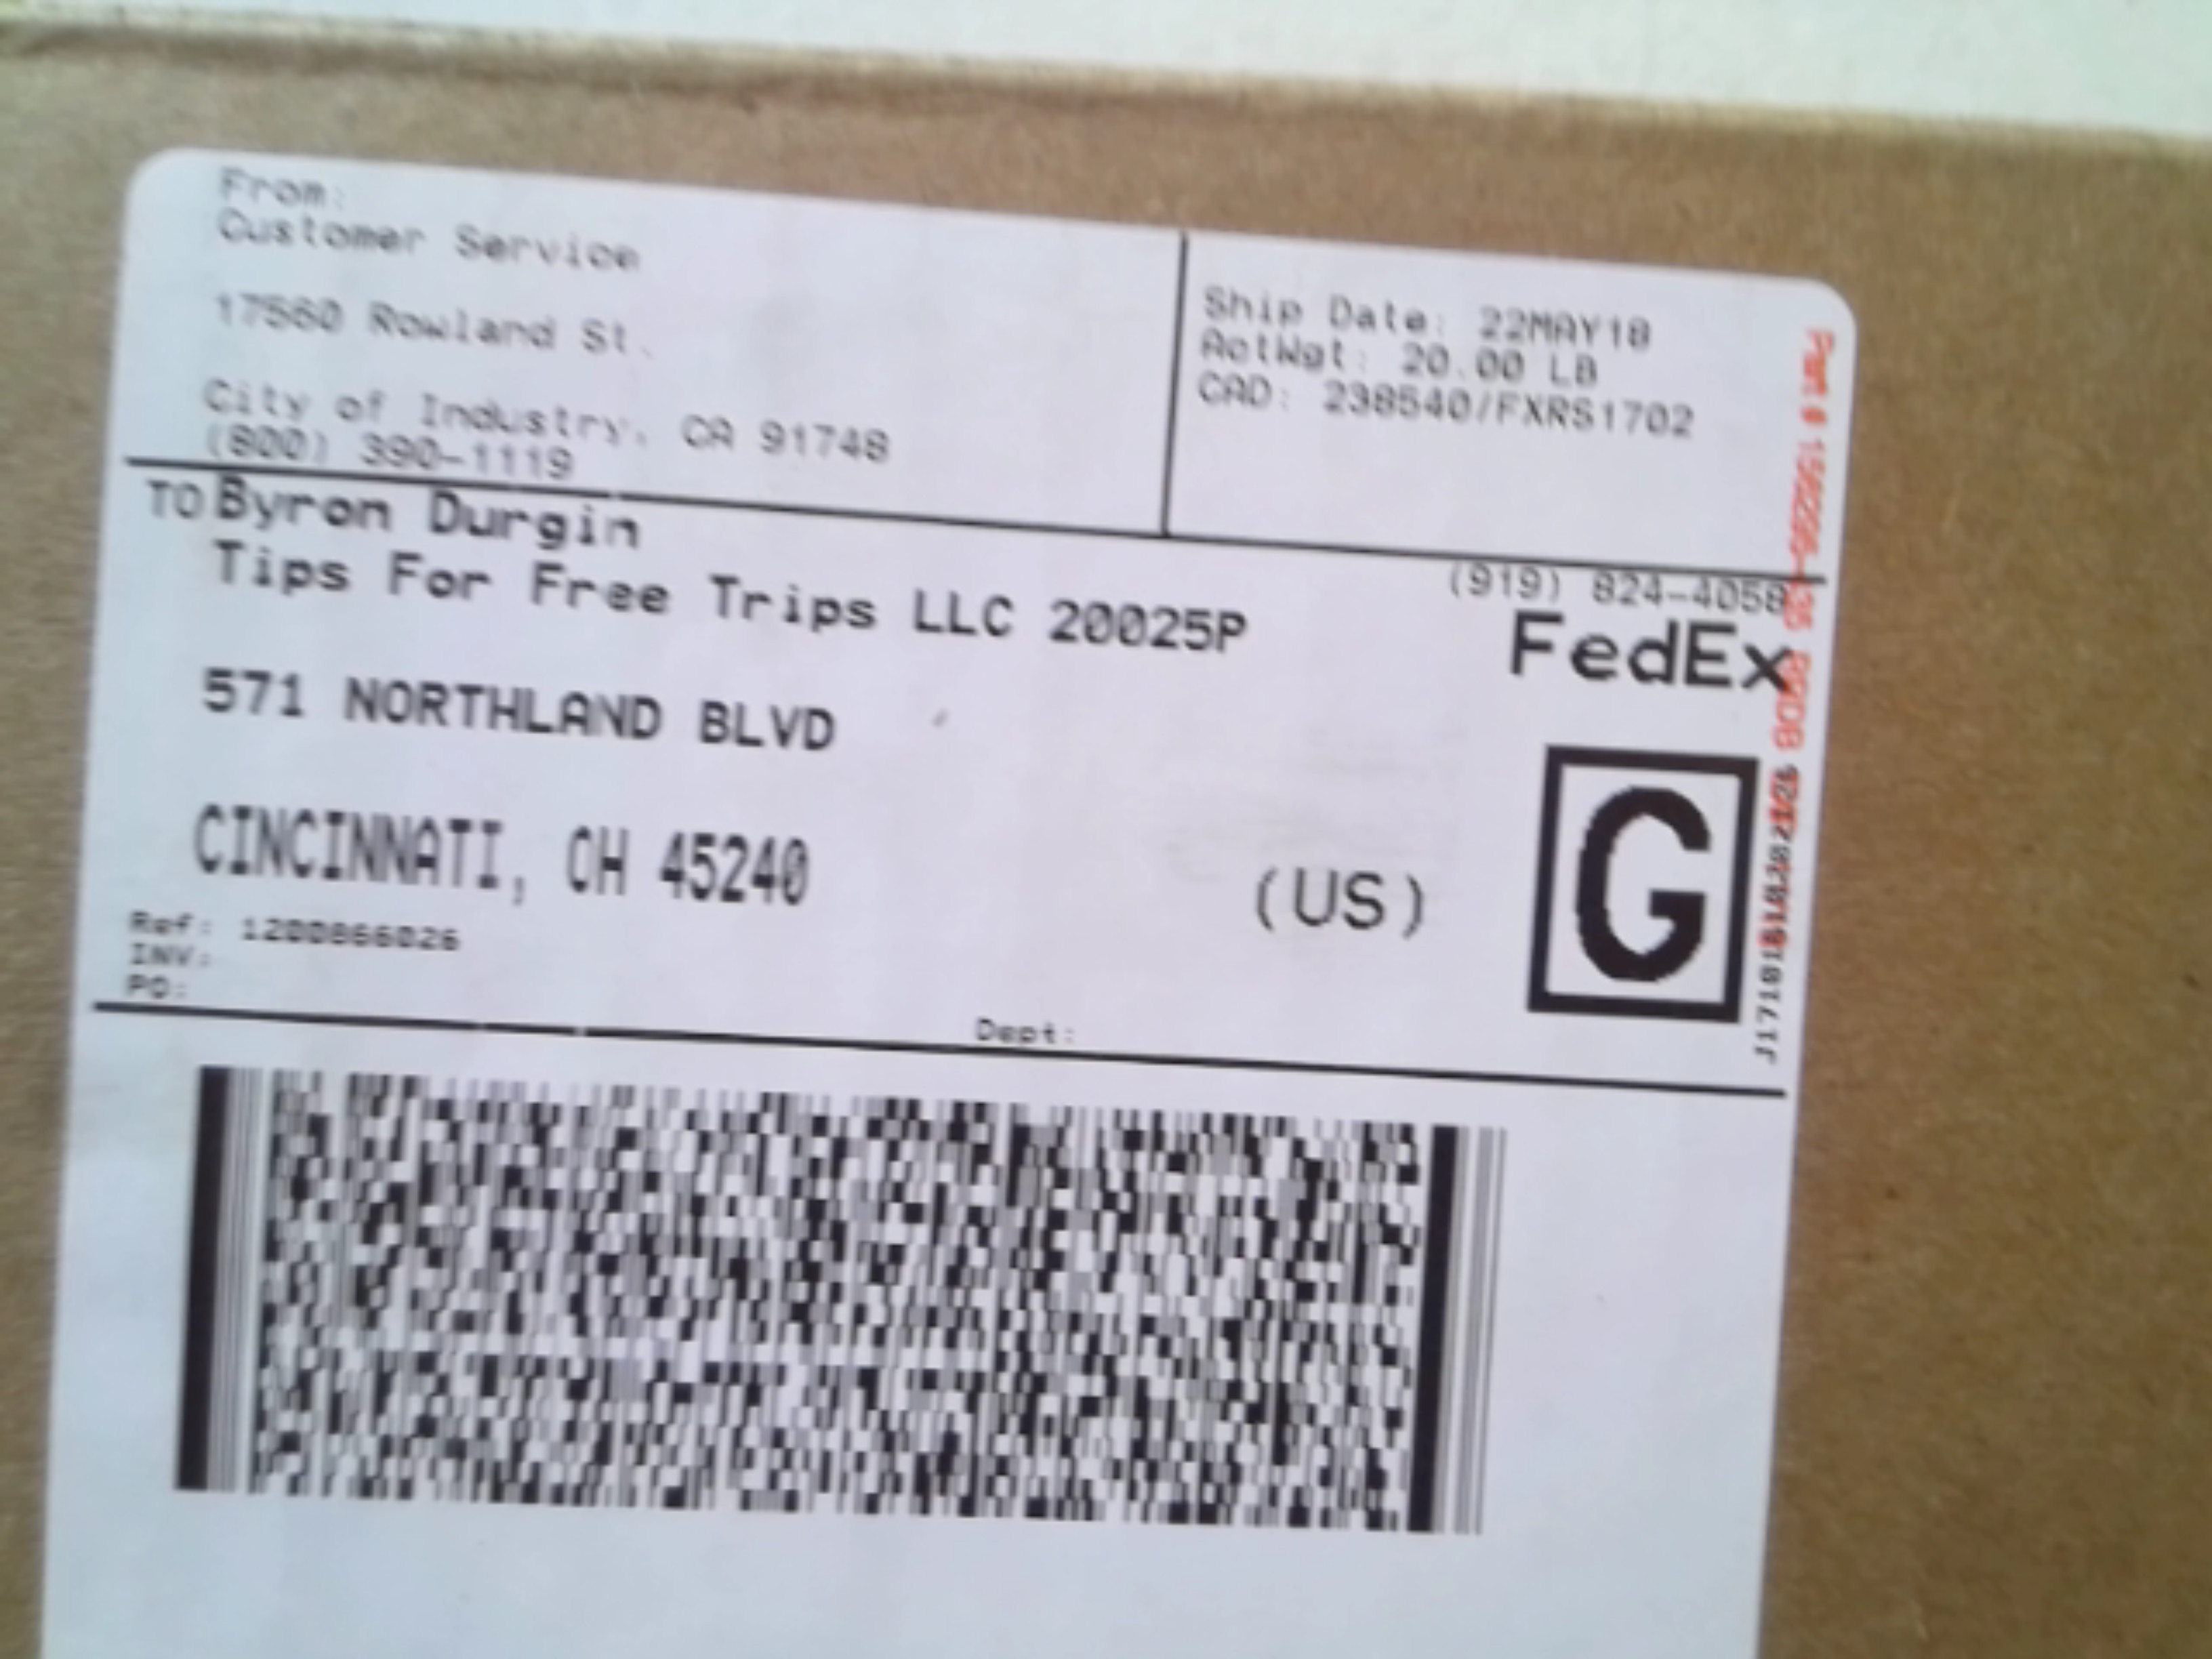 From:
Customer Service
17560 Rowland St.
City of Industry, CA 91748
(800) 390-1119
Ship Date: 22MAY18
ActWgt: 20.00 LB
CAD: 238540/FXRS1702
TO Byron Durgin
Tips For Free Trips LLC 20025P
(919) 824-4058
571 NORTHLAND BLVD
FedEx
CINCINNATI, OH 45240
(US)
G
Ref: 1200866026
INV:
PO:
Dept:
Part #